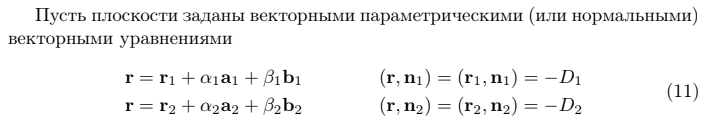 Пусть плоскости заданы векторными параметрическими (или нормальными)
векторными уравнениями
r = r₁ + α₁a₁ + β₁b₁ (r, n₁) = (r₁, n₁) = −D₁
r = r₂ + α₂a₂ + β₂b₂ (r, n₂) = (r₂, n₂) = −D₂
(11)